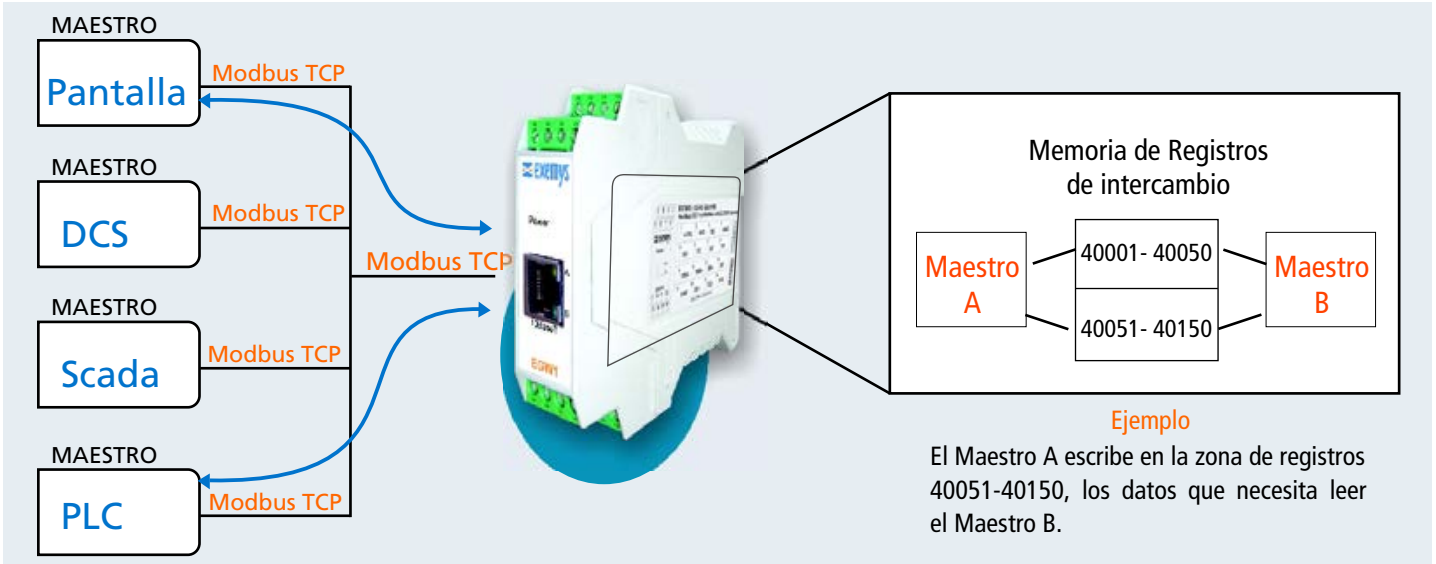 MAESTRO
Pantalla
Modbus TCP
MAESTRO
DCS
Modbus TCP
MAESTRO
Scada
Modbus TCP
MAESTRO
PLC
Modbus TCP
Modbus TCP
exemys
Power
EGW1
Memoria de Registros
de intercambio
Maestro
A
40001- 40050
40051- 40150
Maestro
B
Ejemplo
El Maestro A escribe en la zona de registros
40051-40150, los datos que necesita leer
el Maestro B.